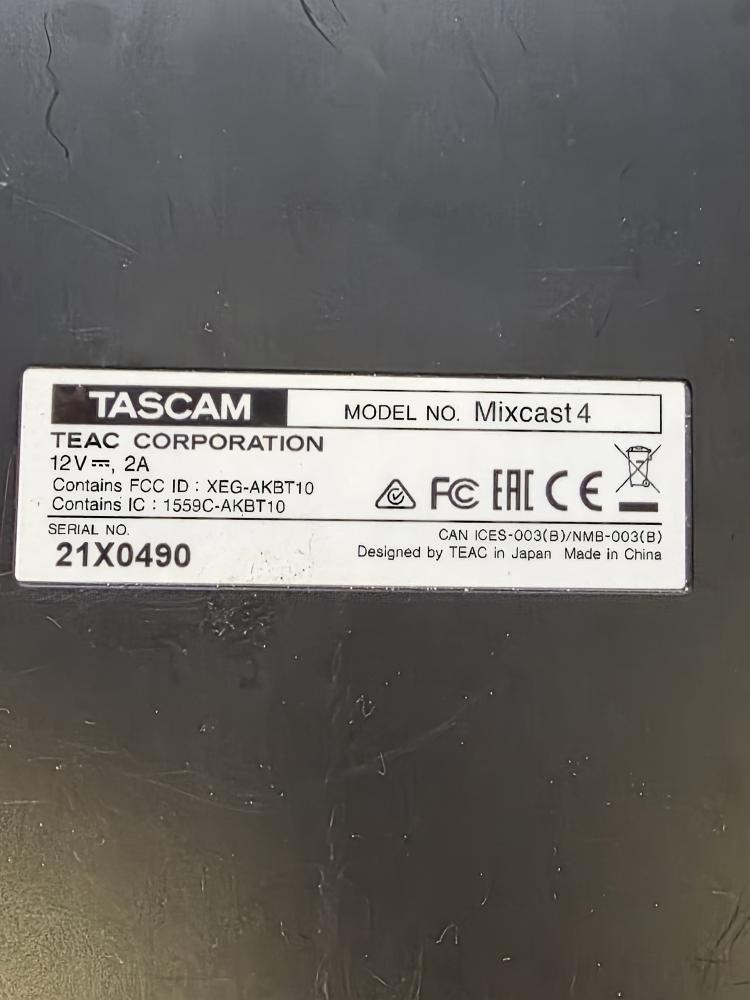 TASCAM
MODEL NO. Mixcast 4
TEAC CORPORATION
12V⎓, 2A
Contains FCC ID : XEG-AKBT10
Contains IC : 1559C-AKBT10
FC EAC CE
SERIAL NO.
21X0490
CAN ICES-003(B)/NMB-003(B)
Designed by TEAC in Japan Made in China